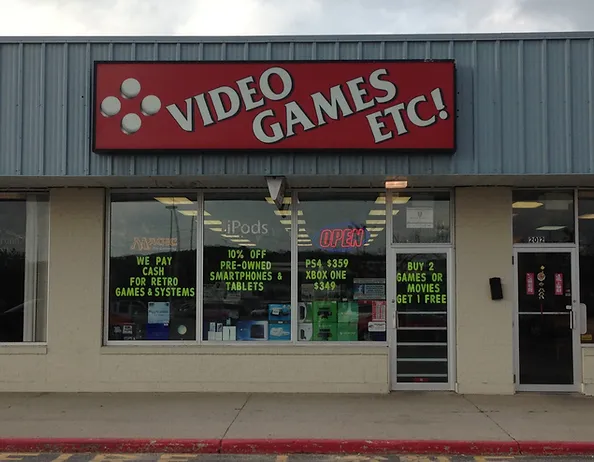 VIDEO
GAMES
ETC!
iPods
OPEN
WE PAY
CASH
FOR RETRO
GAMES & SYSTEMS
10% OFF
PRE-OWNED
SMARTPHONES &
TABLETS
PS4 $359
XBOX ONE
$349
BUY 2
GAMES OR
MOVIES
GET 1 FREE
2012